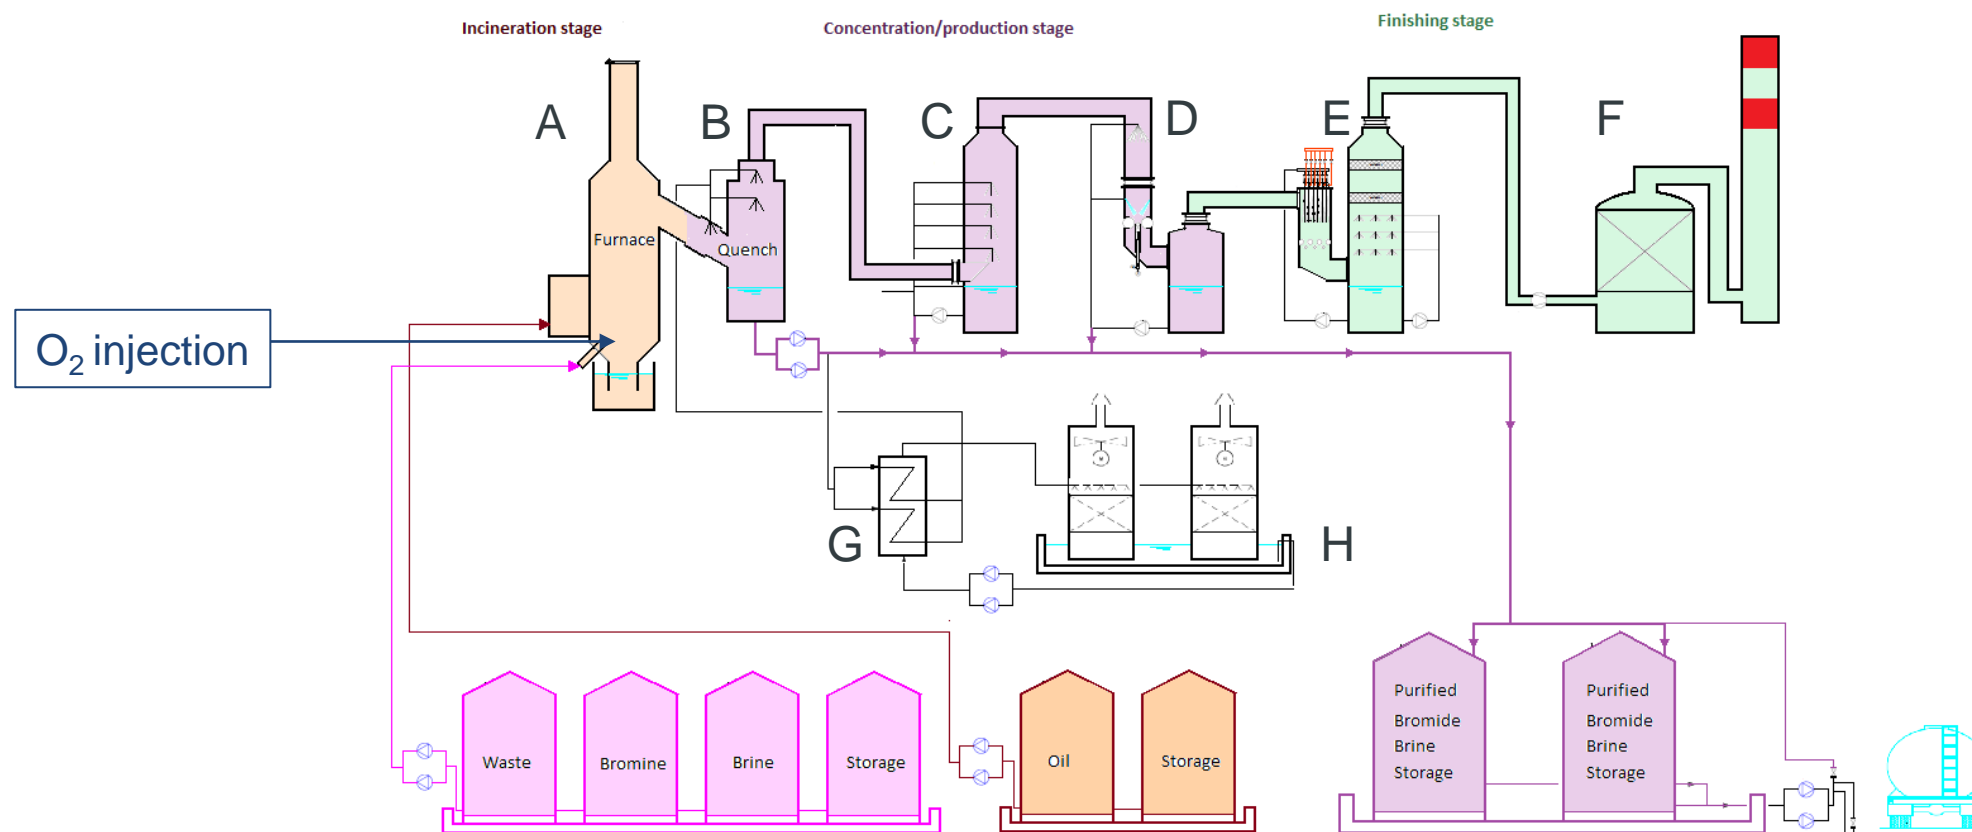 Incineration stage
Concentration/production stage
Finishing stage
A
B
C
D
E
F
Furnace
Quench
O₂ injection
G
H
Waste
Bromine
Brine
Storage
Oil
Storage
Purified
Bromide
Brine
Storage
Purified
Bromide
Brine
Storage